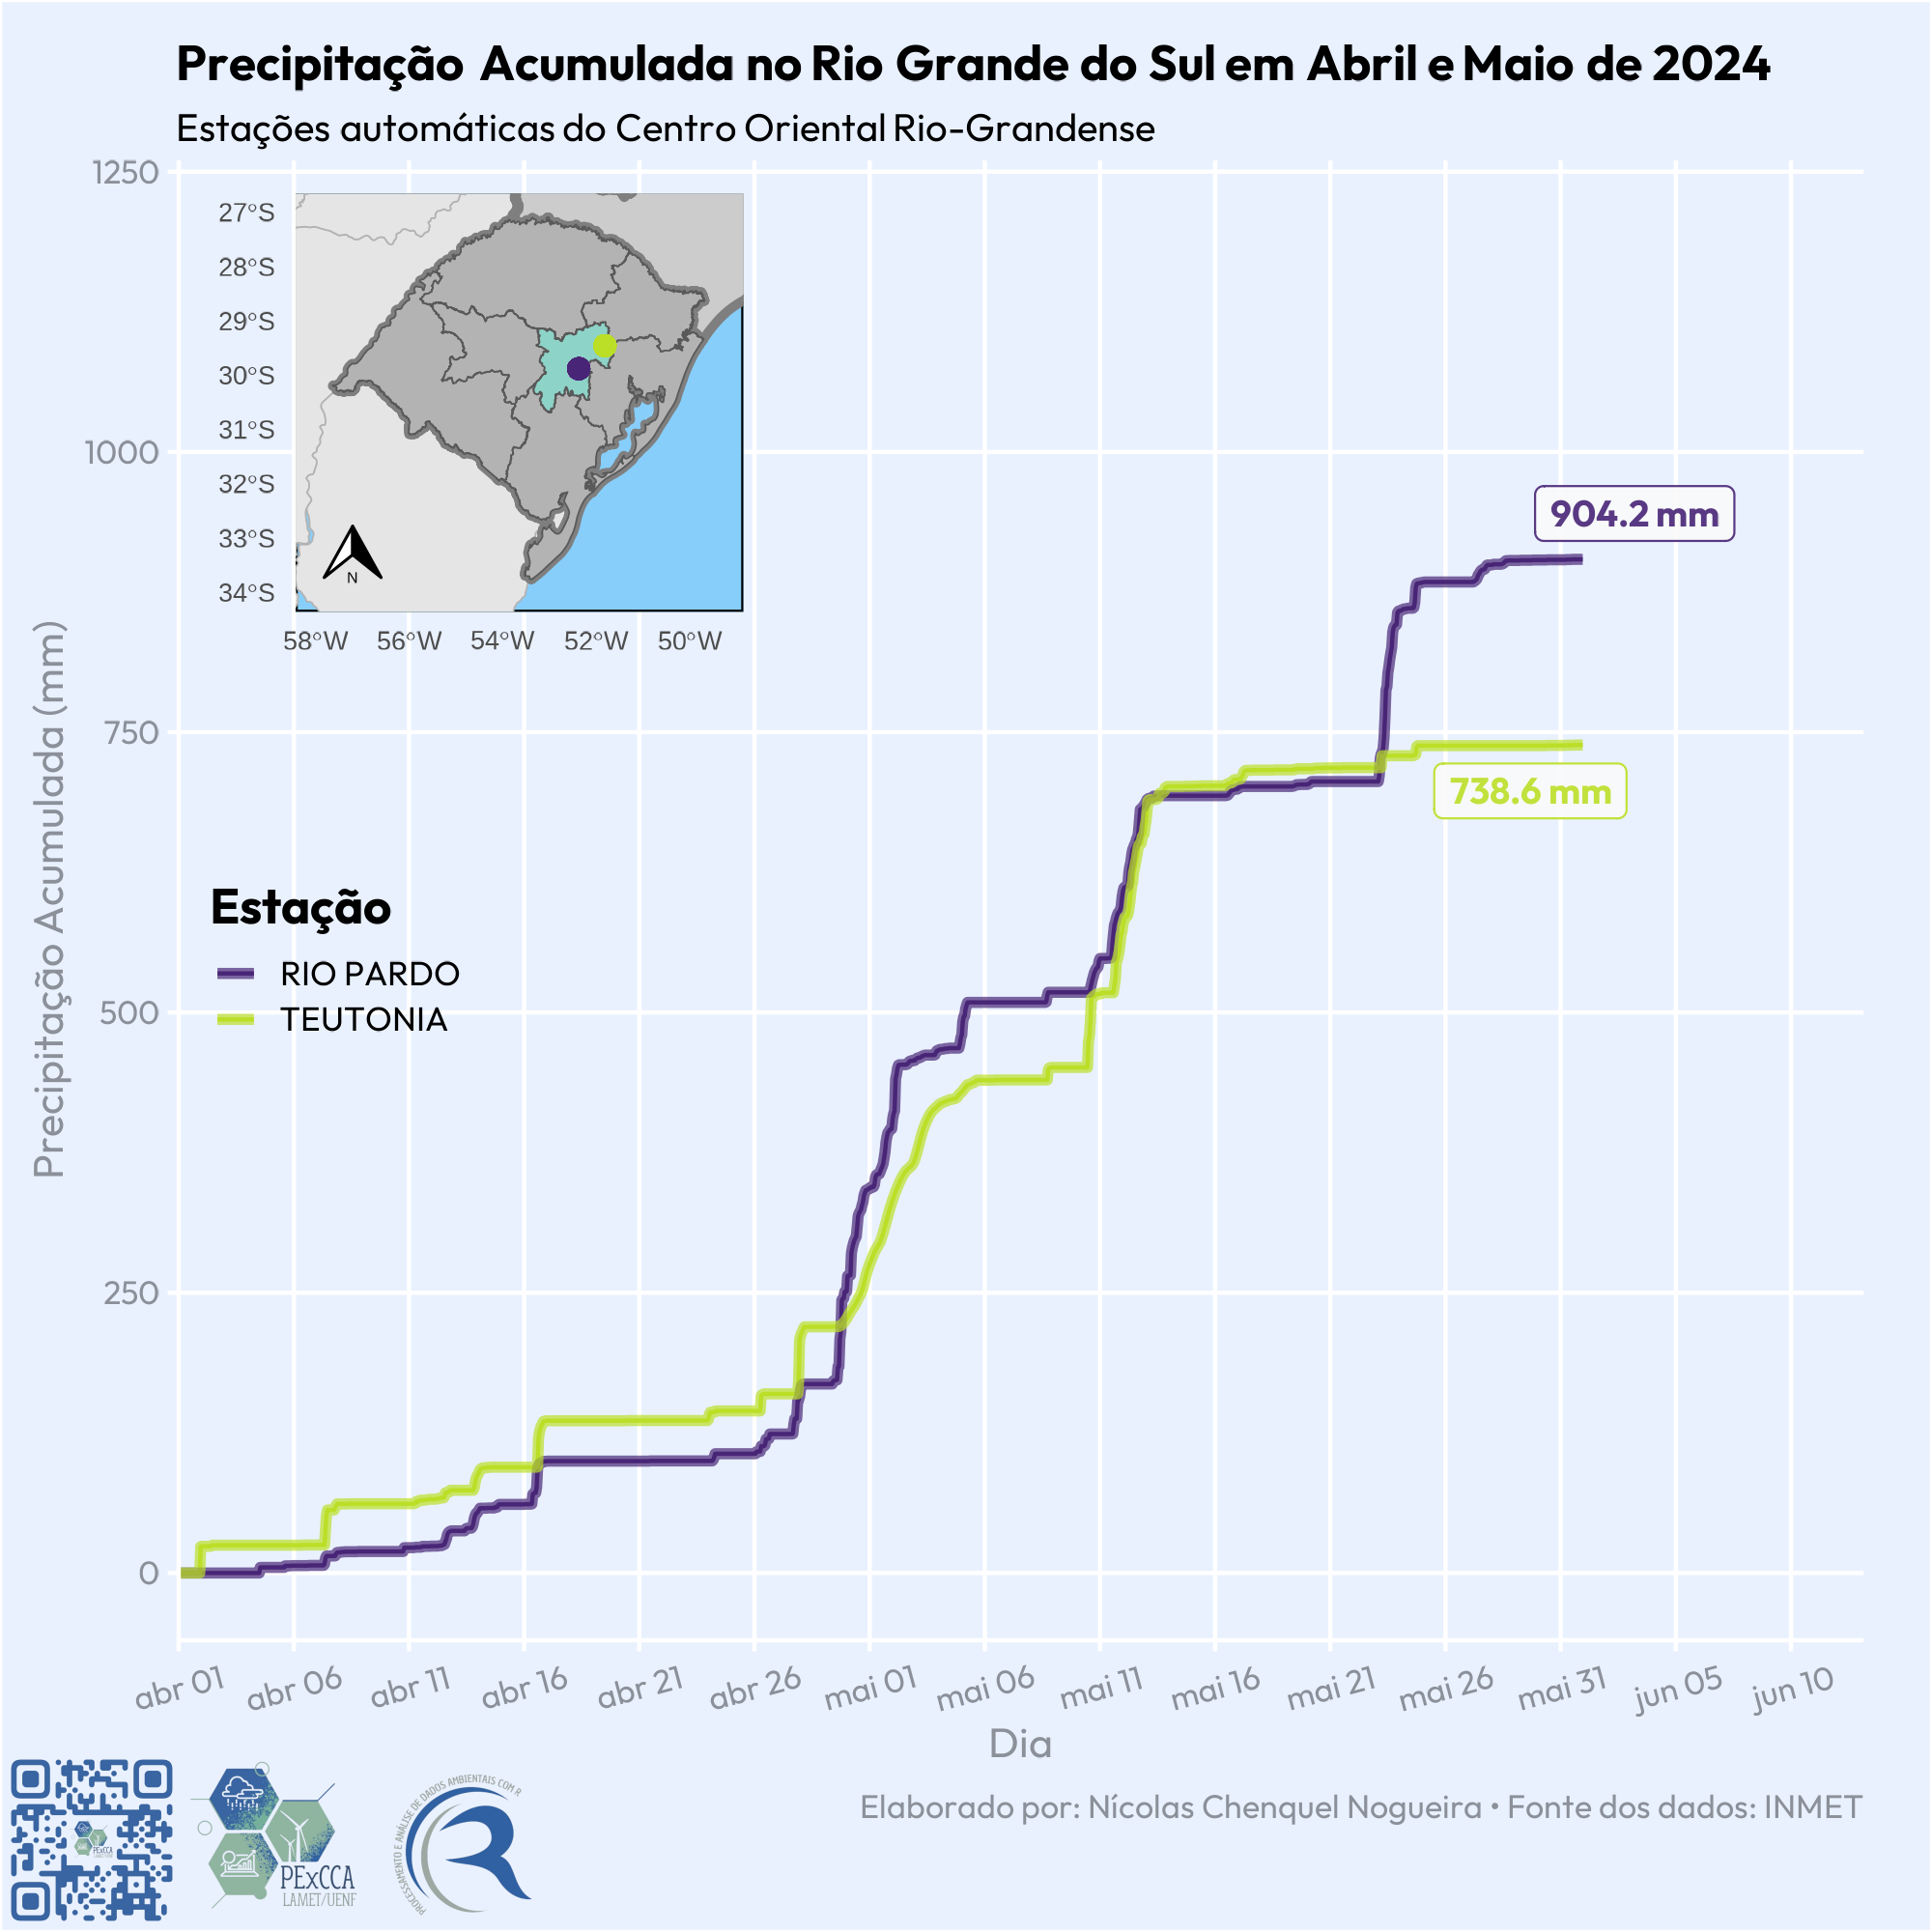 Precipitação Acumulada no Rio Grande do Sul em Abril e Maio de 2024
Estações automáticas do Centro Oriental Rio-Grandense
1250
1000
750
500
250
0
Precipitação Acumulada (mm)
27°S
28°S
29°S
30°S
31°S
32°S
33°S
34°S
N
58°W 56°W 54°W 52°W 50°W
904.2 mm
738.6 mm
Estação
RIO PARDO
TEUTONIA
abr 01 abr 06 abr 11 abr 16 abr 21 abr 26 mai 01 mai 06 mai 11 mai 16 mai 21 mai 26 mai 31 jun 05 jun 10
Dia
Elaborado por: Nícolas Chenquel Nogueira • Fonte dos dados: INMET
PExCCA
PExCCA
LAMET/UENF
PROCESSAMENTO E ANÁLISE DE DADOS AMBIENTAIS COM R
R